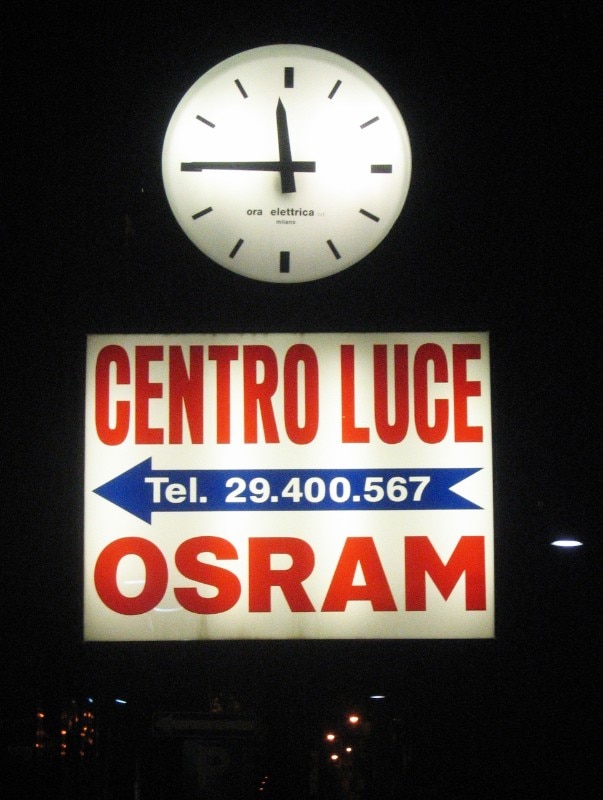 ora elettrica
milano
CENTRO LUCE
Tel. 29.400.567
OSRAM